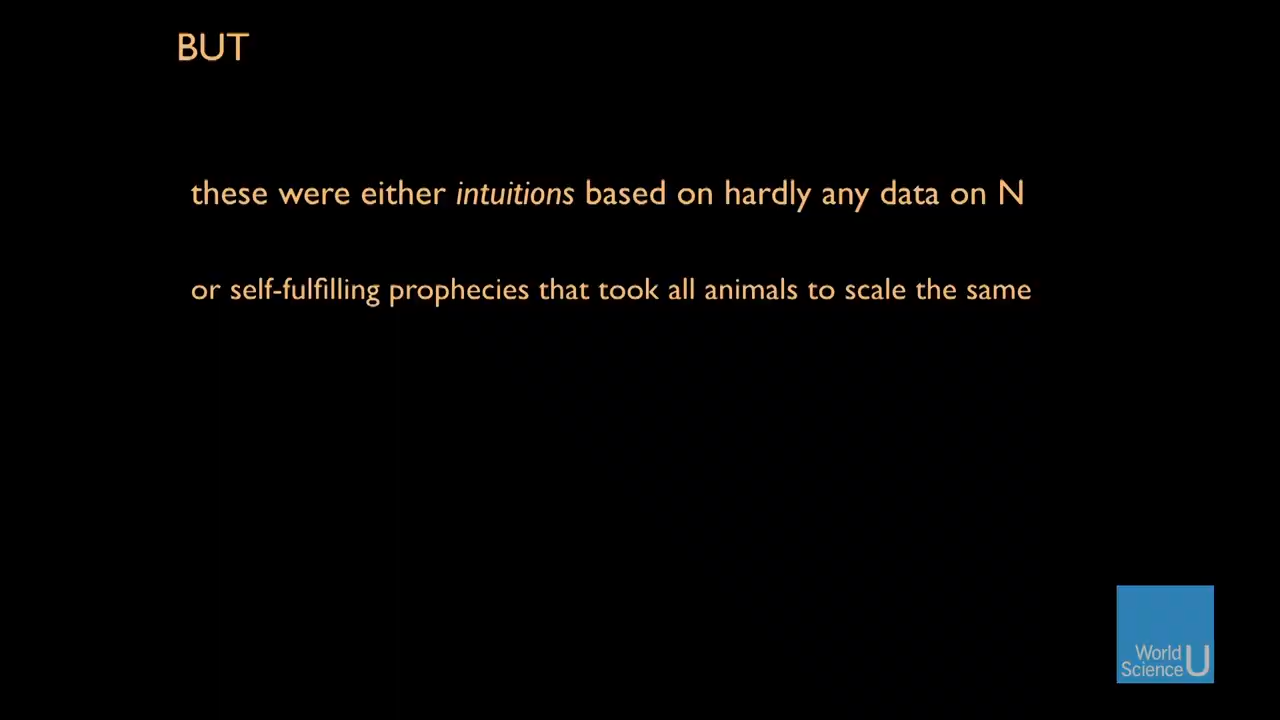 BUT
these were either intuitions based on hardly any data on N
or self-fulfilling prophecies that took all animals to scale the same
World
Science U